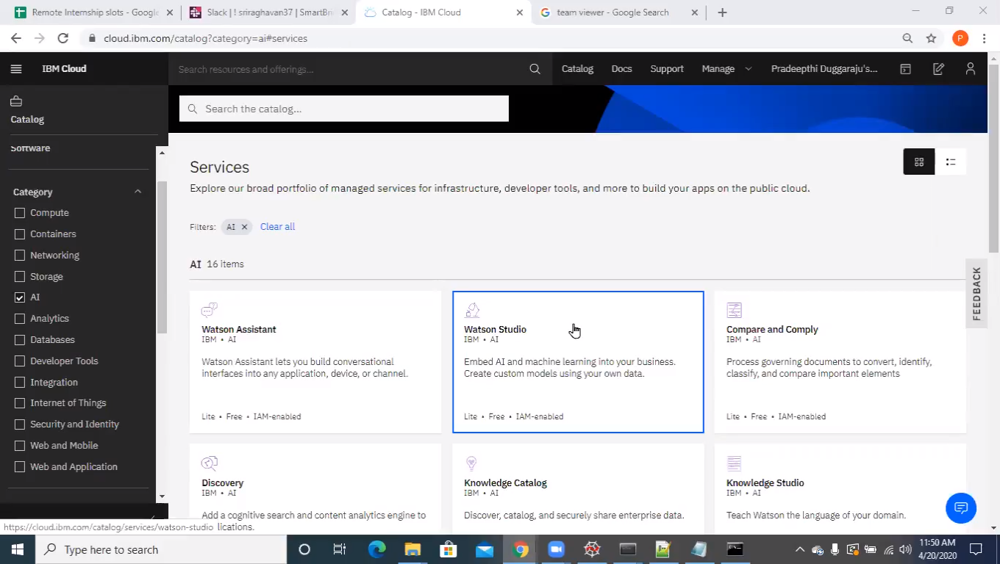 Remote Internship slots - Google
Slack | ! sriraghavan37 | SmartBri
Catalog - IBM Cloud
team viewer - Google Search
cloud.ibm.com/catalog?category=ai#services
P
IBM Cloud
Search resources and offerings...
Catalog
Docs
Support
Manage
Pradeepthi Duggaraju's...
Catalog
Search the catalog...
Software
Category
Compute
Containers
Networking
Storage
AI
Analytics
Databases
Developer Tools
Integration
Internet of Things
Security and Identity
Web and Mobile
Web and Application
Services
Explore our broad portfolio of managed services for infrastructure, developer tools, and more to build your apps on the public cloud.
Filters: AI Clear all
AI 16 items
Watson Assistant
IBM • AI
Watson Assistant lets you build conversational
interfaces into any application, device, or channel.
Lite • Free • IAM-enabled
Watson Studio
IBM • AI
Embed AI and machine learning into your business.
Create custom models using your own data.
Lite • Free • IAM-enabled
Compare and Comply
IBM • AI
Process governing documents to convert, identify,
classify, and compare important elements
Lite • Free • IAM-enabled
Discovery
IBM • AI
Add a cognitive search and content analytics engine to
lications.
Knowledge Catalog
IBM • AI
Discover, catalog, and securely share enterprise data.
Knowledge Studio
IBM • AI
Teach Watson the language of your domain.
FEEDBACK
https://cloud.ibm.com/catalog/services/watson-studio
Type here to search
11:50 AM
4/20/2020